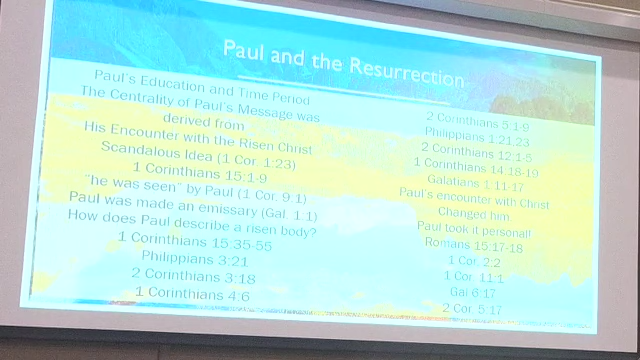 Paul and the Resurrection
Paul's Education and Time Period
The Centrality of Paul's Message was
derived from
His Encounter with the Risen Christ
Scandalous Idea (1 Cor. 1:23)
1 Corinthians 15:1-9
"he was seen" by Paul (1 Cor. 9:1)
Paul was made an emissary (Gal. 1:1)
How does Paul describe a risen body?
1 Corinthians 15:35-55
Philippians 3:21
2 Corinthians 3:18
1 Corinthians 4:6
2 Corinthians 5:1-9
Philippians 1:21,23
2 Corinthians 12:1-5
1 Corinthians 14:18-19
Galatians 1:11-17
Paul's encounter with Christ
Changed him.
Paul took it personal!
Romans 15:17-18
1 Cor. 2:2
1 Cor. 11:1
Gal 6:17
2 Cor. 5:17